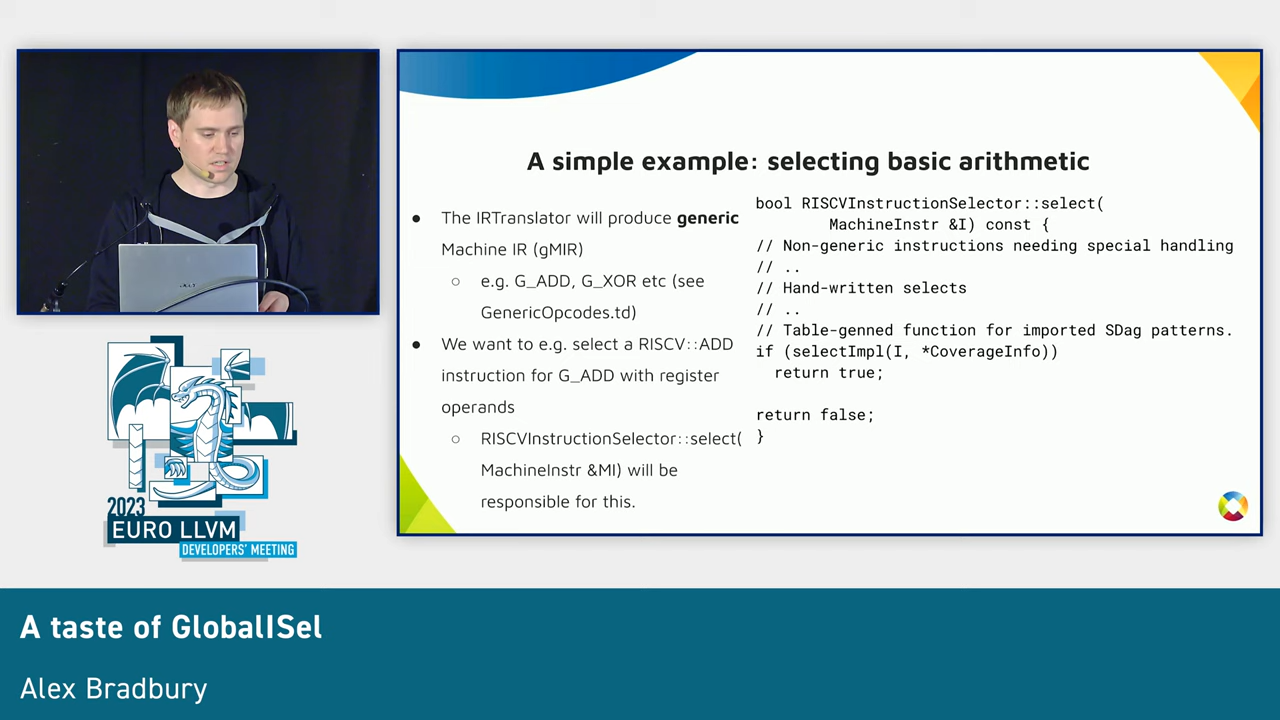 A simple example: selecting basic arithmetic
● The IRTranslator will produce generic
Machine IR (gMIR)
○ e.g. G_ADD, G_XOR etc (see
GenericOpcodes.td)
● We want to e.g. select a RISCV::ADD
instruction for G_ADD with register
operands
○ RISCVInstructionSelector::select(
MachineInstr &MI) will be
responsible for this.
bool RISCVInstructionSelector::select(
MachineInstr &I) const {
// Non-generic instructions needing special handling
// ..
// Hand-written selects
// ..
// Table-genned function for imported SDag patterns.
if (selectImpl(I, *CoverageInfo))
return true;
return false;
}
2023
EURO LLVM
DEVELOPERS' MEETING
A taste of GlobalISel
Alex Bradbury